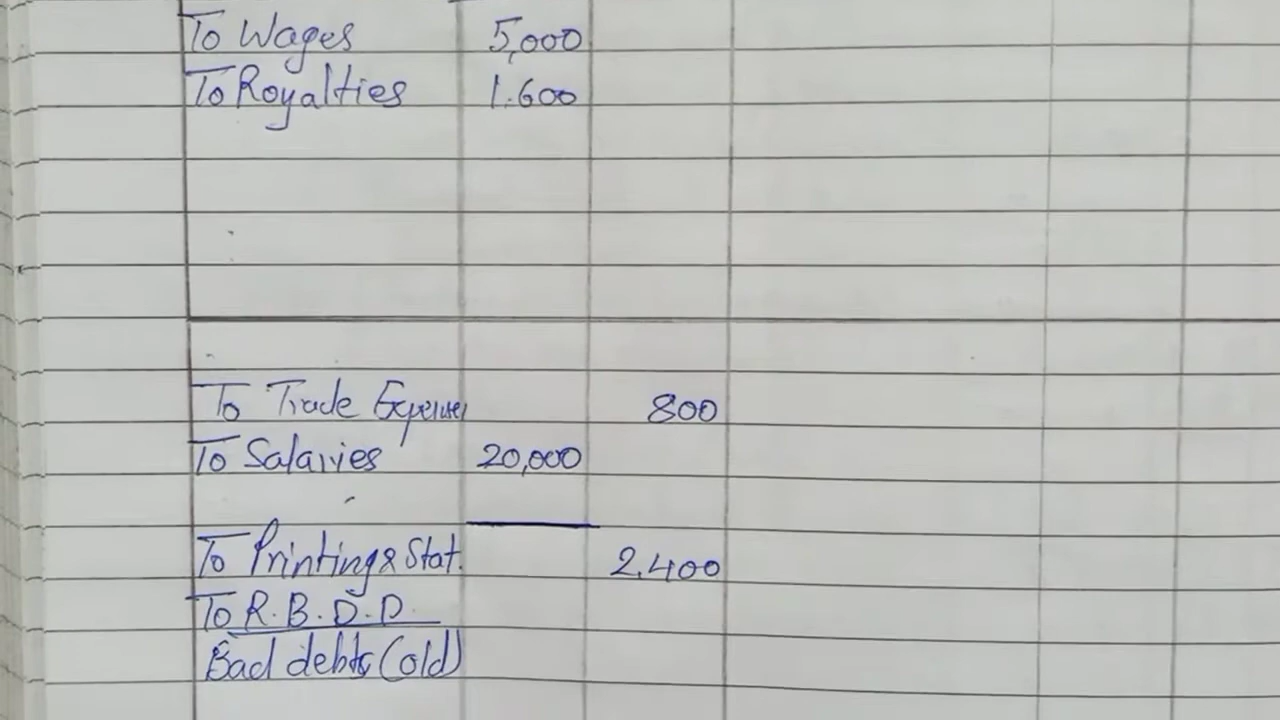 To Wages 5,000
To Royalties 1.600
To Trade Expenses 800
To Salaries 20,000
To Printing & Stat. 2,400
To R.B.D.D.
Bad debts (old)